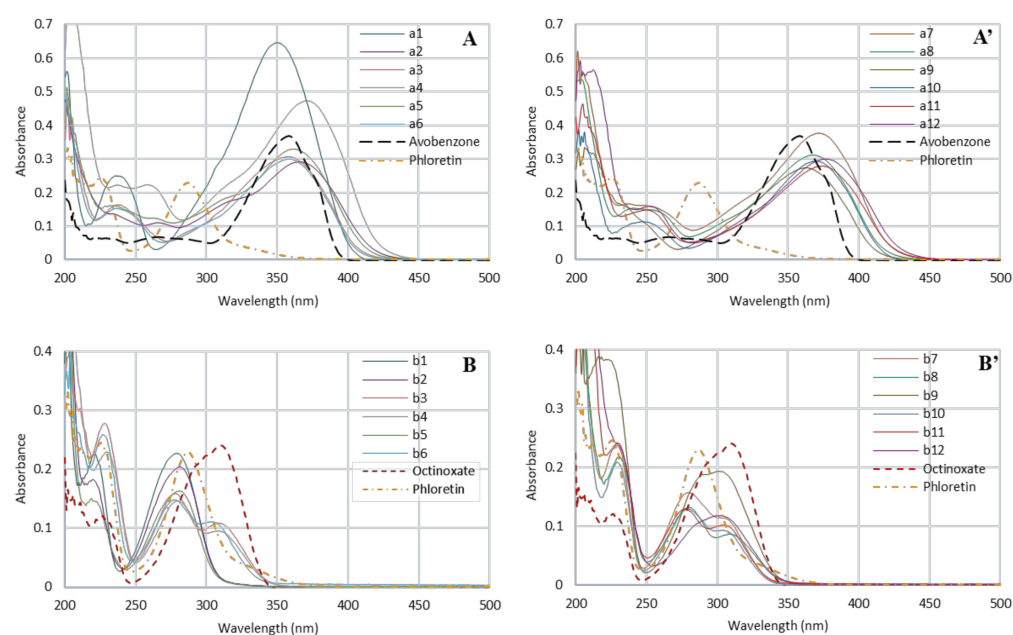 A
0.7
0.6
0.5
0.4
0.3
0.2
0.1
0
200 250 300 350 400 450 500
Absorbance
Wavelength (nm)
a1
a2
a3
a4
a5
a6
Avobenzone
Phloretin
A’
0.7
0.6
0.5
0.4
0.3
0.2
0.1
0
200 250 300 350 400 450 500
Absorbance
Wavelength (nm)
a7
a8
a9
a10
a11
a12
Avobenzone
Phloretin
B
0.4
0.3
0.2
0.1
0
200 250 300 350 400 450 500
Absorbance
Wavelength (nm)
b1
b2
b3
b4
b5
b6
Octinoxate
Phloretin
B’
0.4
0.3
0.2
0.1
0
200 250 300 350 400 450 500
Absorbance
Wavelength (nm)
b7
b8
b9
b10
b11
b12
Octinoxate
Phloretin